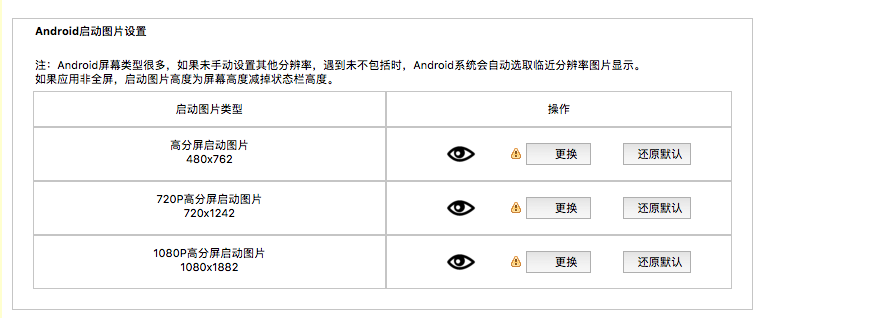 Android启动图片设置
注：Android屏幕类型很多，如果未手动设置其他分辨率，遇到未不包括时，Android系统会自动选取临近分辨率图片显示。
如果应用非全屏，启动图片高度为屏幕高度减掉状态栏高度。
启动图片类型 操作
高分屏启动图片
480x762
更换 还原默认
720P高分屏启动图片
720x1242
更换 还原默认
1080P高分屏启动图片
1080x1882
更换 还原默认